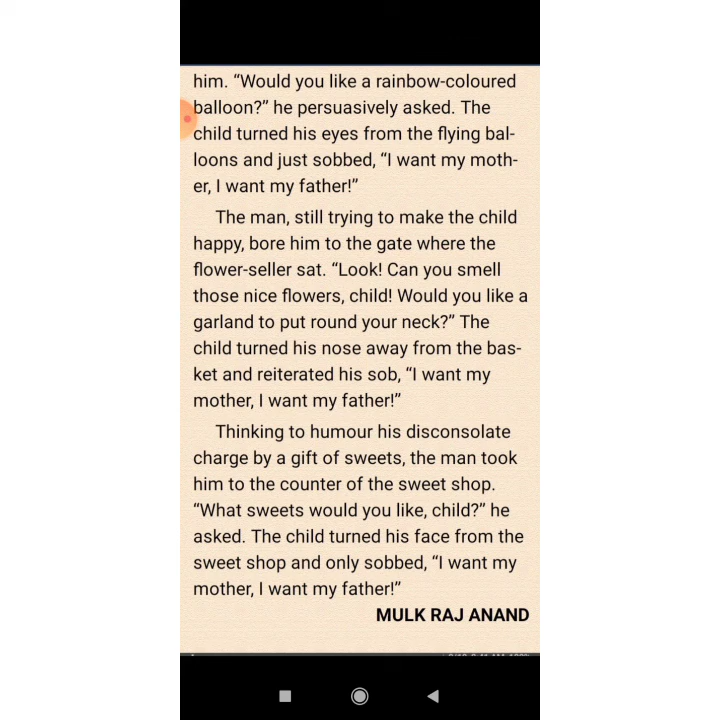 him. “Would you like a rainbow-coloured
balloon?” he persuasively asked. The
child turned his eyes from the flying bal-
loons and just sobbed, “I want my moth-
er, I want my father!”
The man, still trying to make the child
happy, bore him to the gate where the
flower-seller sat. “Look! Can you smell
those nice flowers, child! Would you like a
garland to put round your neck?” The
child turned his nose away from the bas-
ket and reiterated his sob, “I want my
mother, I want my father!”
Thinking to humour his disconsolate
charge by a gift of sweets, the man took
him to the counter of the sweet shop.
“What sweets would you like, child?” he
asked. The child turned his face from the
sweet shop and only sobbed, “I want my
mother, I want my father!”
MULK RAJ ANAND